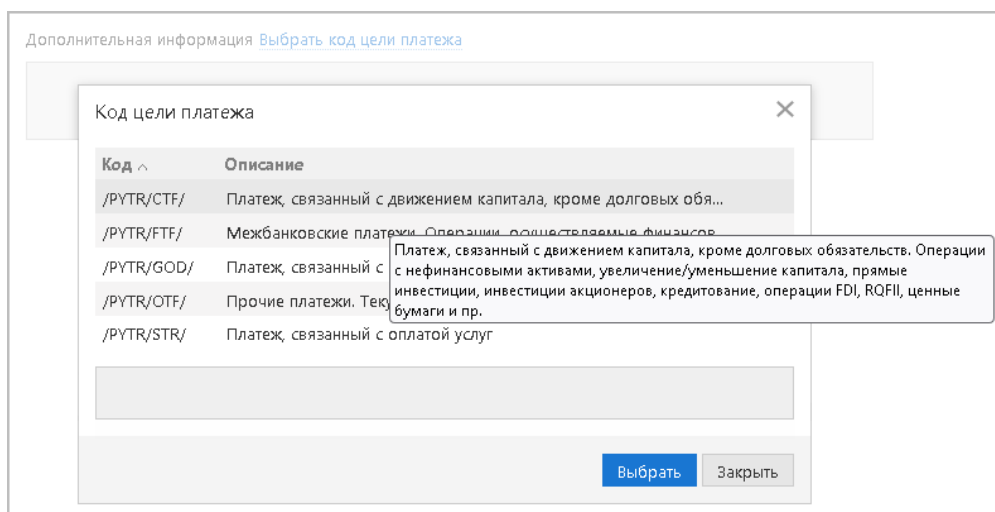 Дополнительная информация Выбрать код цели платежа
Код цели платежа
Код Описание
/PYTR/CTF/ Платеж, связанный с движением капитала, кроме долговых обя...
/PYTR/FTF/ Межбанковские платежи. Операции, осуществляемые финансов...
Платеж, связанный с движением капитала, кроме долговых обязательств. Операции
/PYTR/GOD/ Платеж, связанный с
с нефинансовыми активами, увеличение/уменьшение капитала, прямые
инвестиции, инвестиции акционеров, кредитование, операции FDI, RQFII, ценные
/PYTR/OTF/ Прочие платежи.
бумаги и пр.
/PYTR/STR/ Платеж, связанный с оплатой услуг
Выбрать Закрыть